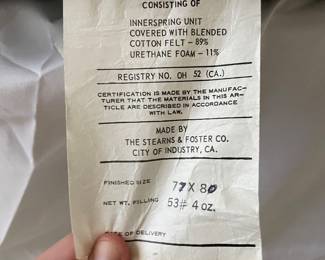 CONSISTING OF
INNERSPRING UNIT
COVERED WITH BLENDED
COTTON FELT – 89%
URETHANE FOAM – 11%
REGISTRY NO. OH 52 (CA.)
CERTIFICATION IS MADE BY THE MANUFAC-
TURER THAT THE MATERIALS IN THIS AR-
TICLE ARE DESCRIBED IN ACCORDANCE
WITH LAW.
MADE BY
THE STEARNS & FOSTER CO.
CITY OF INDUSTRY, CA.
FINISHED SIZE 77 X 80
NET WT. FILLING 53# 4 oz.
DATE OF DELIVERY